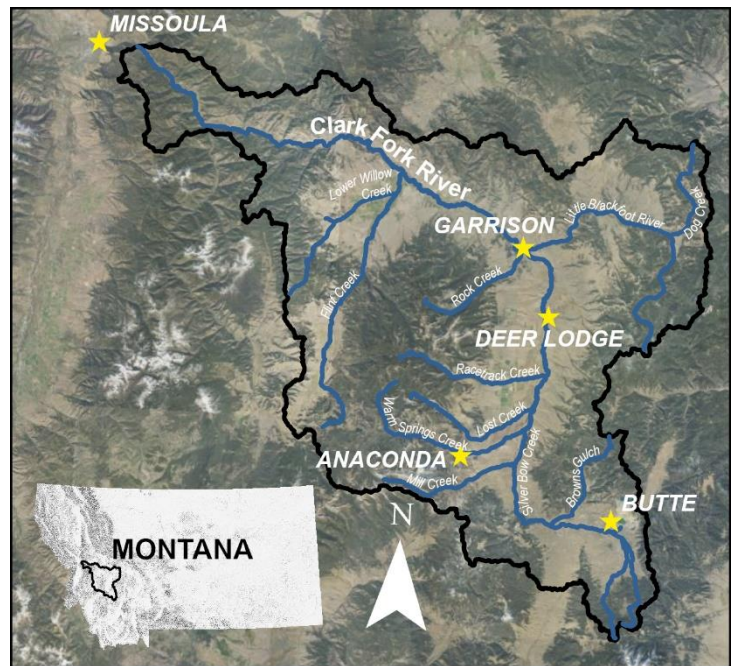 MISSOULA
Clark Fork River
Lower Willow
Creek
Little Blackfoot River
Dog Creek
GARRISON
Rock Creek
Flint Creek
DEER LODGE
Racetrack Creek
Warm Springs Creek
Lost Creek
ANACONDA
Mill Creek
Silver Bow Creek
Browns Gulch
BUTTE
N
MONTANA